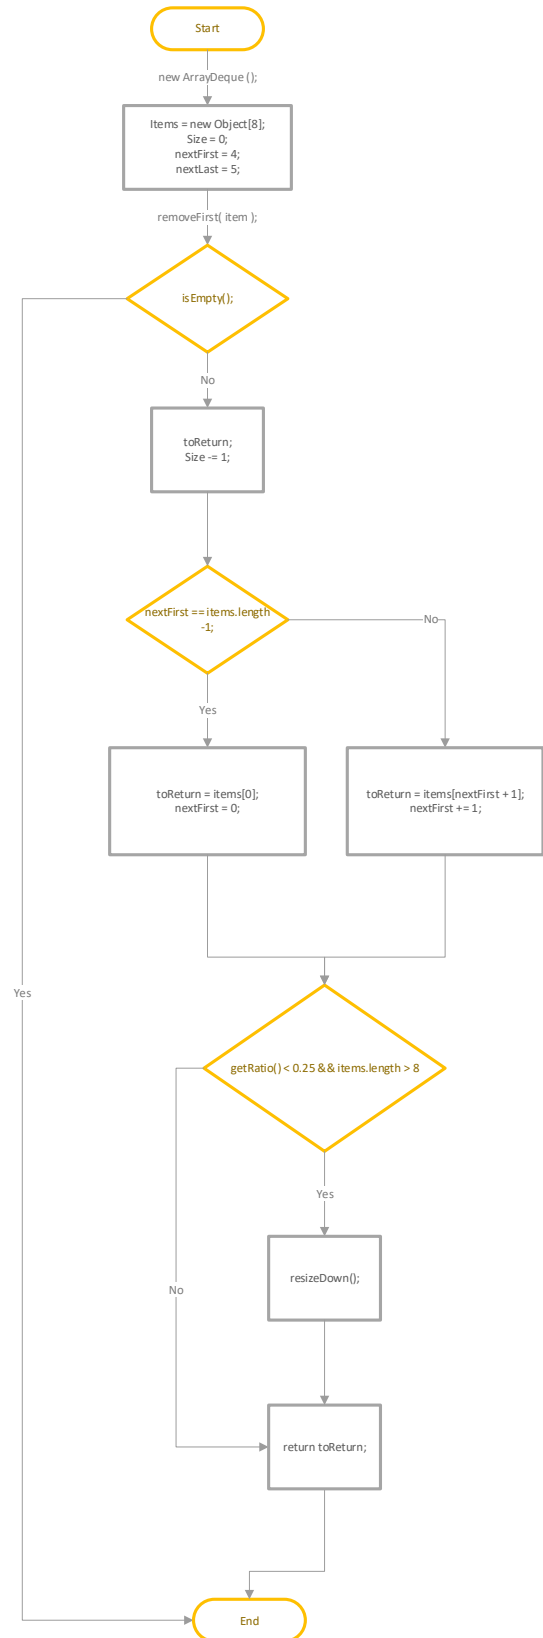 Start
new ArrayDeque ();
Items = new Object[8];
Size = 0;
nextFirst = 4;
nextLast = 5;
removeFirst( item );
isEmpty();
No
toReturn;
Size -= 1;
nextFirst == items.length
-1;
No
Yes
toReturn = items[0];
nextFirst = 0;
toReturn = items[nextFirst + 1];
nextFirst += 1;
Yes
getRatio() < 0.25 && items.length > 8
Yes
resizeDown();
No
return toReturn;
End